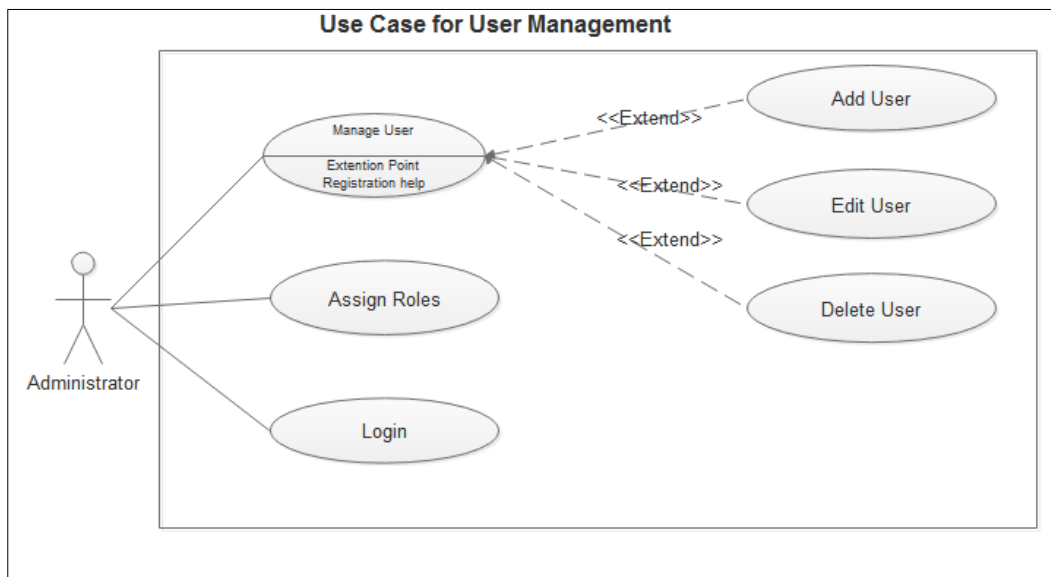 Use Case for User Management
Manage User
Extention Point
Registration help
<<Extend>>
Add User
<<Extend>>
Edit User
<<Extend>>
Delete User
Assign Roles
Administrator
Login